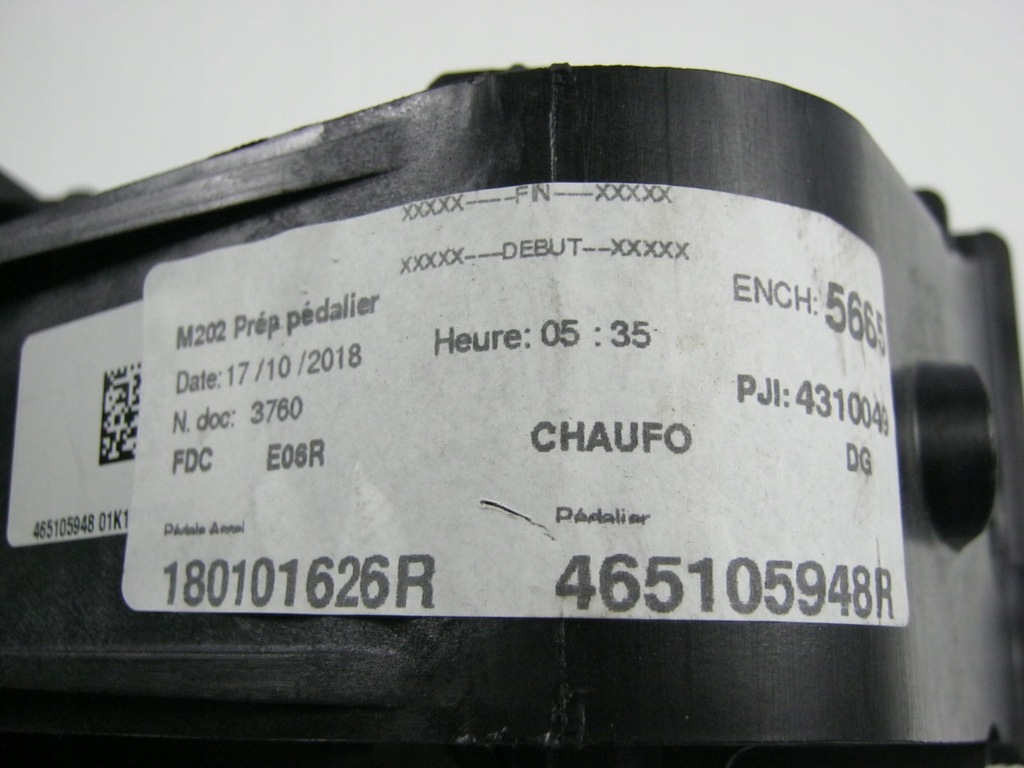 XXXXX----FIN---XXXXX
XXXXX---DEBUT--XXXXX
M202 Prép pédalier
Heure: 05 : 35
ENCH: 5665
Date: 17 /10 /2018
N. doc: 3760
PJI: 4310049
FDC E06R
CHAUFO
DG
Pédale Accel
Pédalier
180101626R
465105948R
465105948 01K1